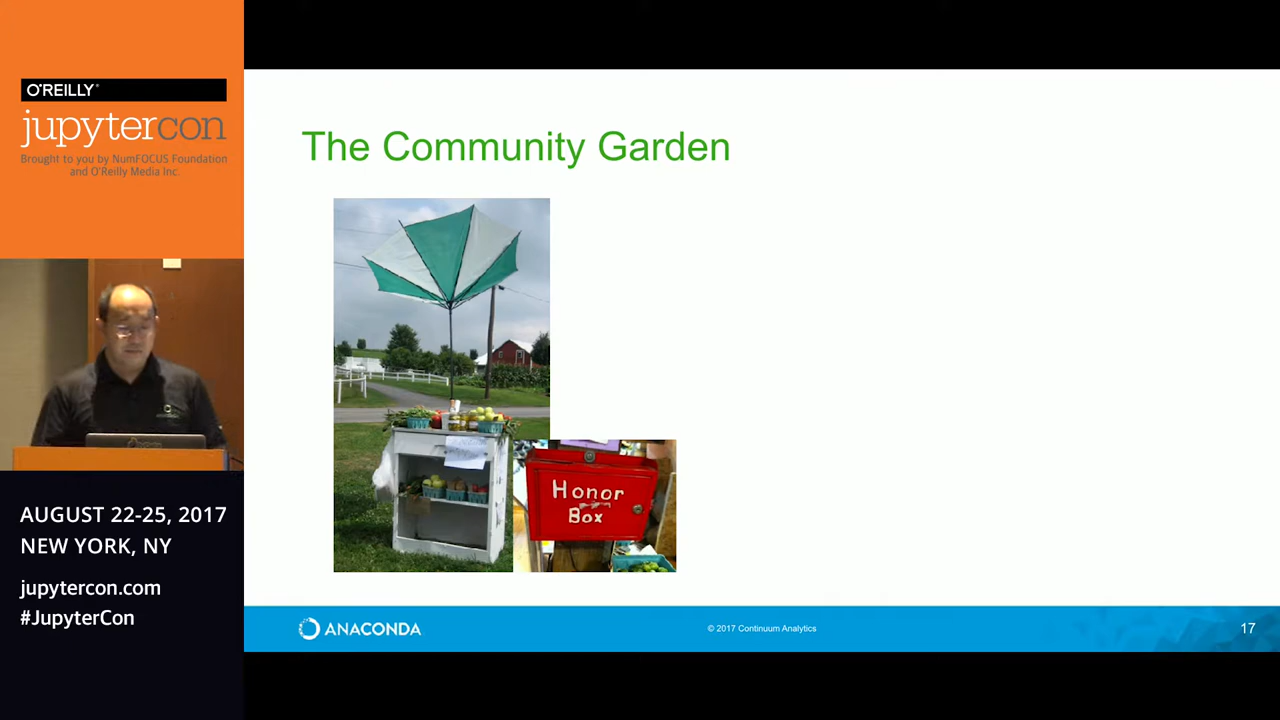 O'REILLY®
jupytercon
Brought to you by NumFOCUS Foundation
and O'Reilly Media Inc.
The Community Garden
Honor
Box
AUGUST 22-25, 2017
NEW YORK, NY
jupytercon.com
#JupyterCon
ANACONDA
© 2017 Continuum Analytics
17